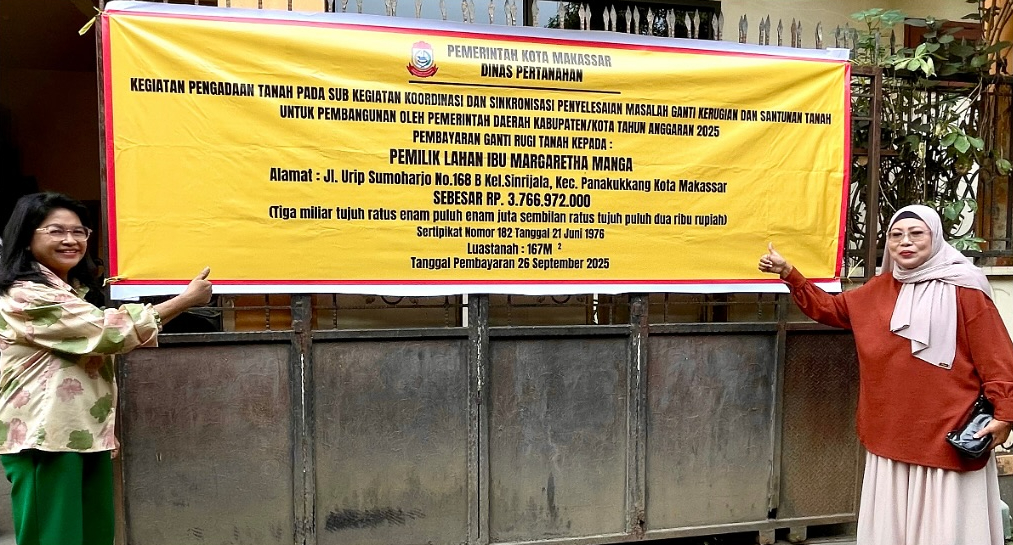 PEMERINTAH KOTA MAKASSAR
DINAS PERTANAHAN
KEGIATAN PENGADAAN TANAH PADA SUB KEGIATAN KOORDINASI DAN SINKRONISASI PENYELESAIAN MASALAH GANTI KERUGIAN DAN SANTUNAN TANAH
UNTUK PEMBANGUNAN OLEH PEMERINTAH DAERAH KABUPATEN/KOTA TAHUN ANGGARAN 2025
PEMBAYARAN GANTI RUGI TANAH KEPADA :
PEMILIK LAHAN IBU MARGARETHA MANGA
Alamat : Jl. Urip Sumoharjo No.168 B Kel.Sinrijala, Kec. Panakukkang Kota Makassar
SEBESAR RP. 3.766.972.000
(Tiga miliar tujuh ratus enam puluh enam juta sembilan ratus tujuh puluh dua ribu rupiah)
Sertipikat Nomor 182 Tanggal 21 Juni 1976
Luastanah : 167M ²
Tanggal Pembayaran 26 September 2025